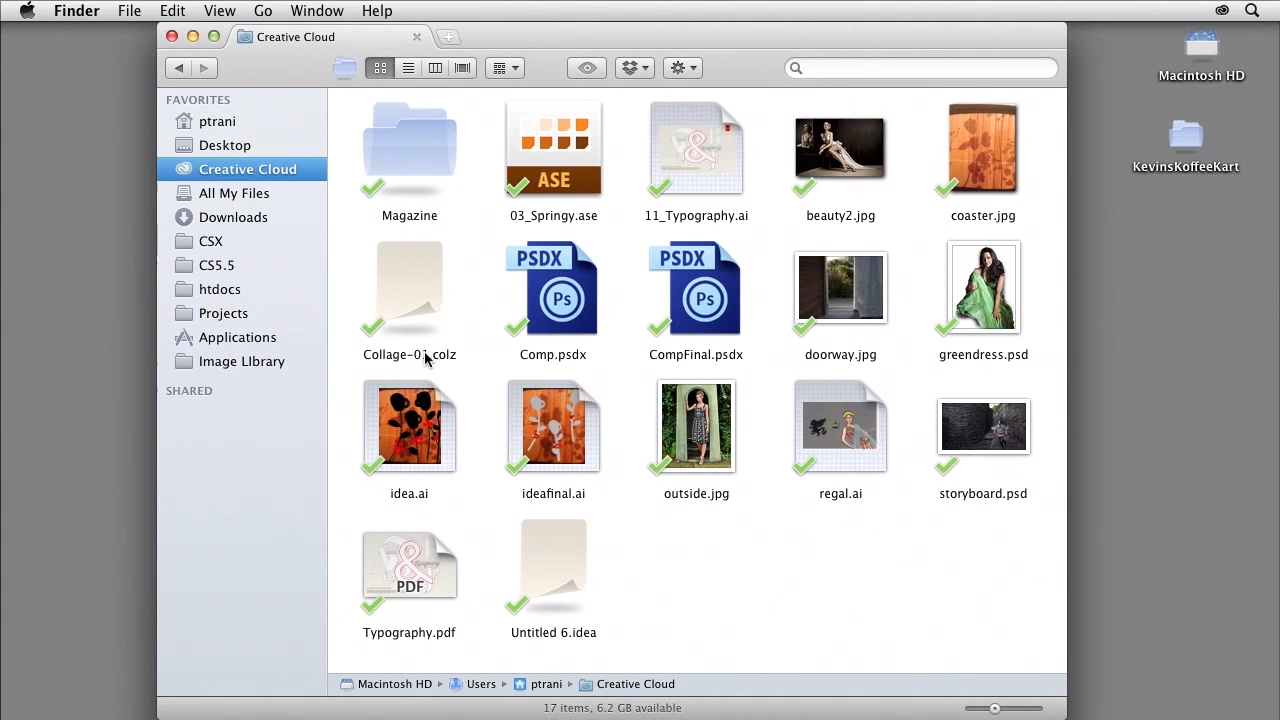 Finder File Edit View Go Window Help
Creative Cloud
Macintosh HD
KevinsKoffeeKart
FAVORITES
ptrani
Desktop
Creative Cloud
All My Files
Downloads
CSX
CS5.5
htdocs
Projects
Applications
Image LIbrary
SHARED
ASE
Magazine 03_Springy.ase 11_Typography.ai beauty2.jpg coaster.jpg
PSDX PSDX
Ps Ps
Comp.psdx CompFinal.psdx doorway.jpg greendress.psd
idea.ai ideafinal.ai outside.jpg regal.ai storyboard.psd
&
PDF
Typography.pdf Untitled 6.idea
Macintosh HD Users ptrani Creative Cloud
17 items, 6.2 GB available